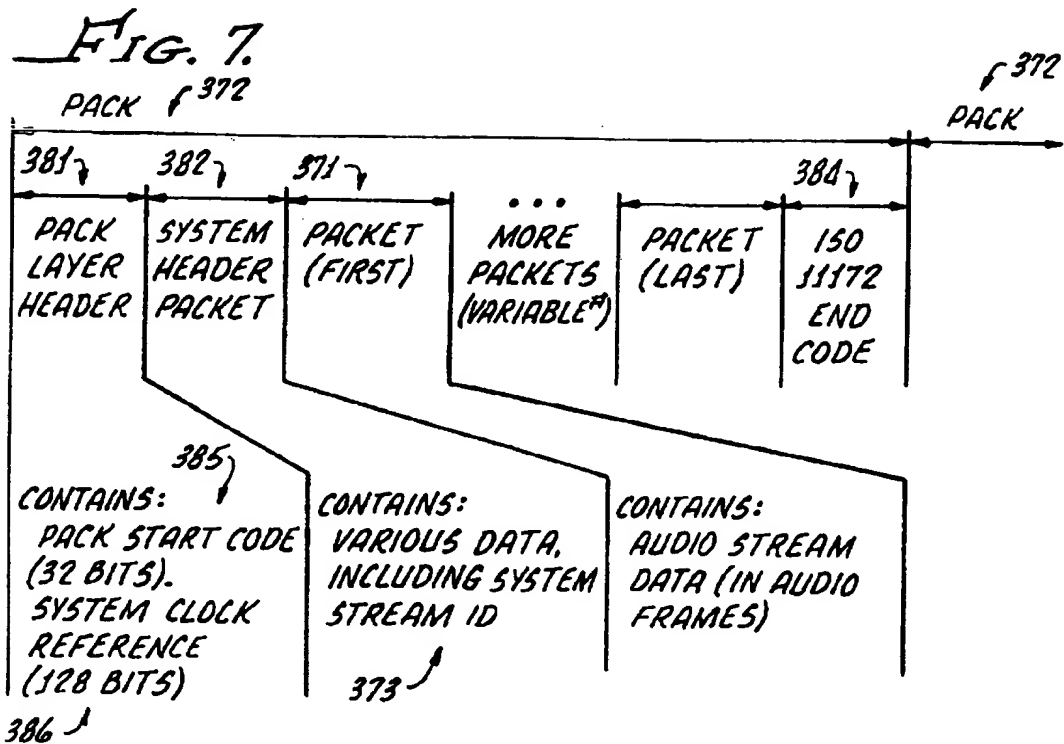 FIG. 7.
PACK 372
372
PACK
381
382
371
384
PACK
LAYER
HEADER
SYSTEM
HEADER
PACKET
PACKET
(FIRST)
•••
MORE
PACKETS
(VARIABLE#)
PACKET
(LAST)
ISO
11172
END
CODE
385
CONTAINS:
PACK START CODE
(32 BITS).
SYSTEM CLOCK
REFERENCE
(128 BITS)
386
CONTAINS:
VARIOUS DATA,
INCLUDING SYSTEM
STREAM ID
373
CONTAINS:
AUDIO STREAM
DATA (IN AUDIO
FRAMES)